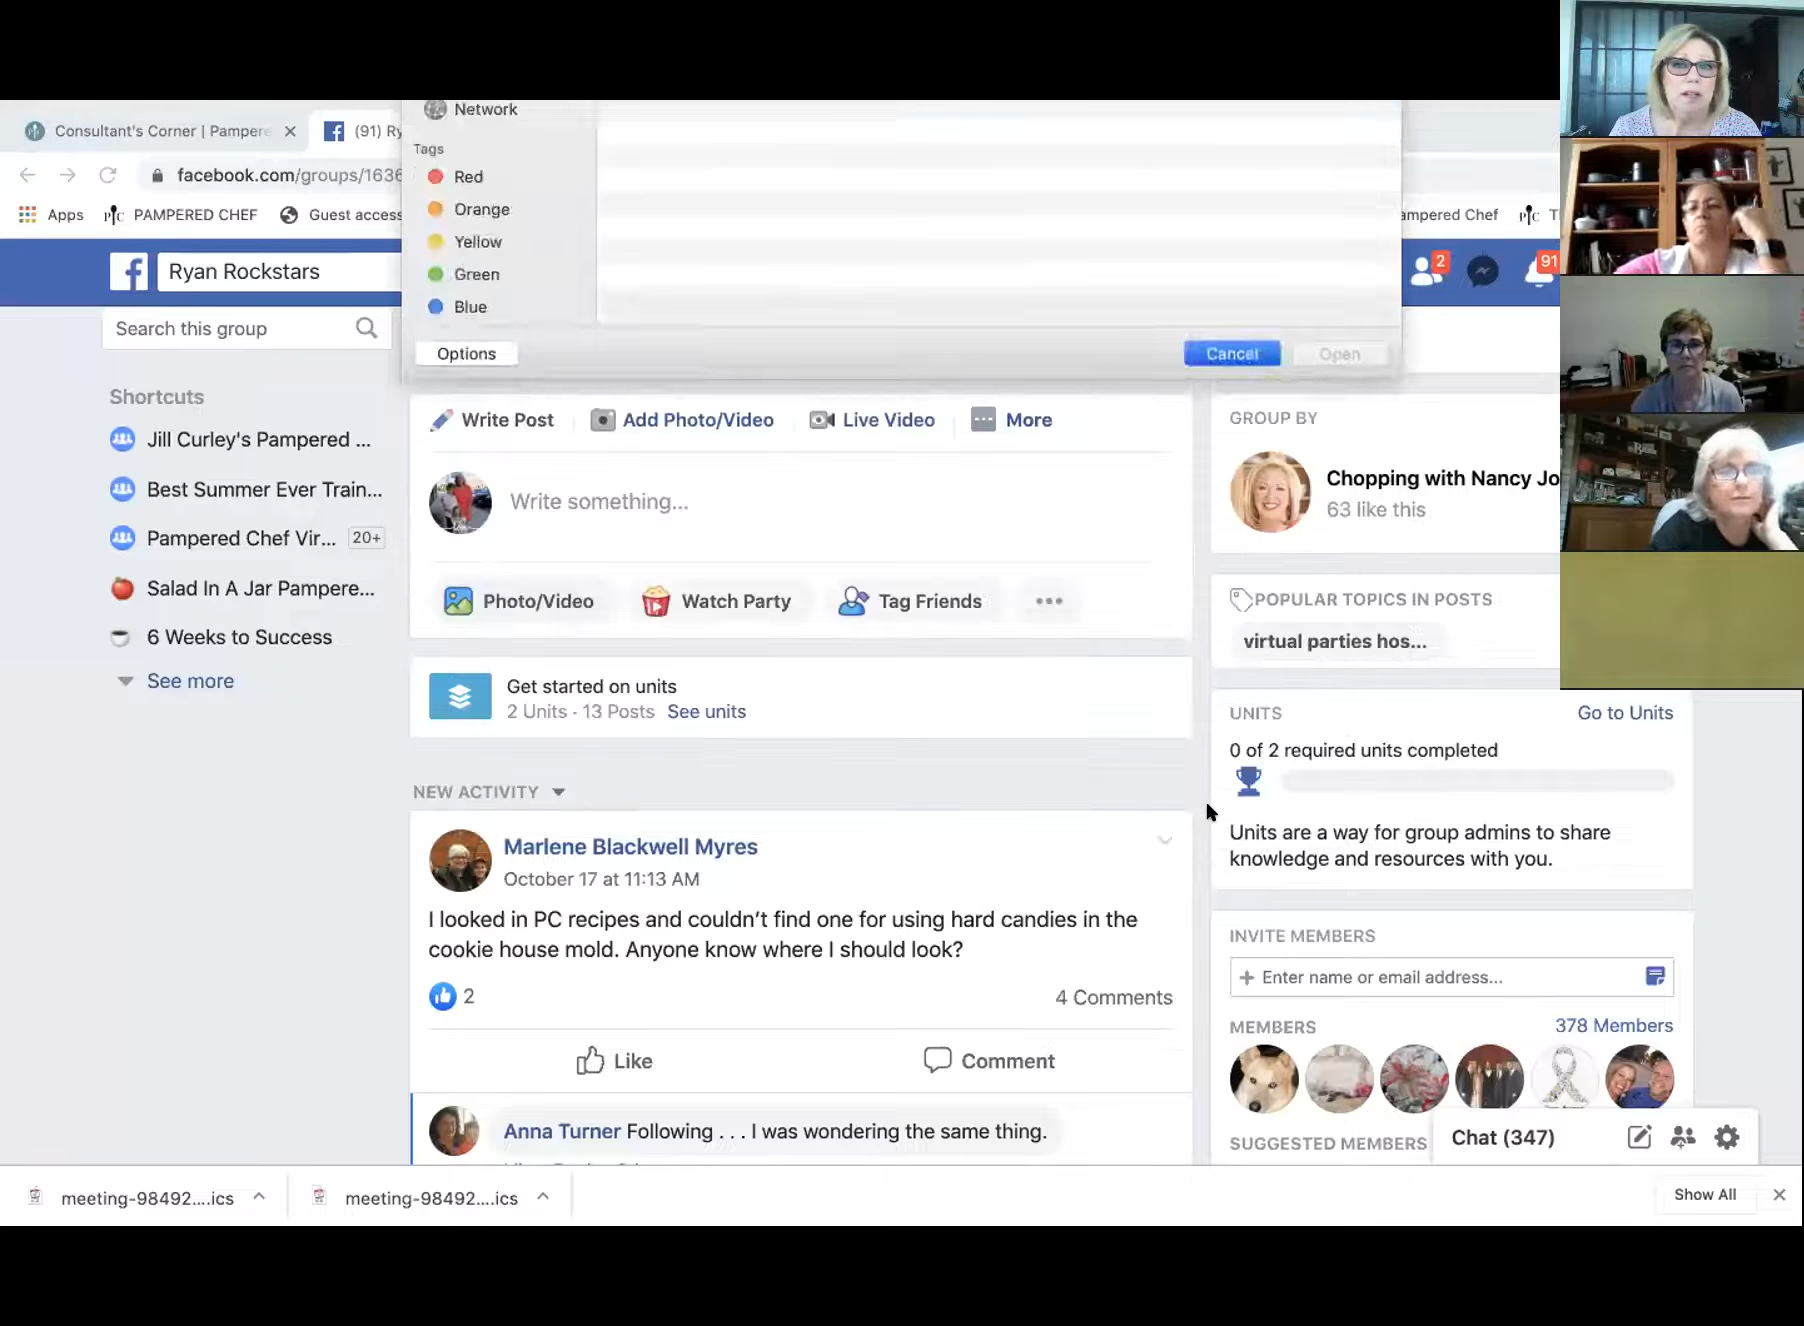 Network
Consultant's Corner | Pampere
(91) Ry
Tags
Red
facebook.com/groups/1636
Orange
Apps
PAMPERED CHEF
Guest access
ampered Chef
Yellow
Ryan Rockstars
2
91
Green
Blue
Search this group
Options
Cancel
Open
Shortcuts
Jill Curley's Pampered ...
Best Summer Ever Train...
Pampered Chef Vir... 20+
Salad In A Jar Pampere...
6 Weeks to Success
See more
Write Post
Add Photo/Video
Live Video
More
Write something...
Photo/Video
Watch Party
Tag Friends
Get started on units
2 Units · 13 Posts See units
NEW ACTIVITY
Marlene Blackwell Myres
October 17 at 11:13 AM
I looked in PC recipes and couldn't find one for using hard candies in the
cookie house mold. Anyone know where I should look?
2
4 Comments
Like
Comment
Anna Turner Following . . . I was wondering the same thing.
GROUP BY
Chopping with Nancy Jo
63 like this
POPULAR TOPICS IN POSTS
virtual parties hos...
UNITS
Go to Units
0 of 2 required units completed
Units are a way for group admins to share
knowledge and resources with you.
INVITE MEMBERS
+ Enter name or email address...
MEMBERS
378 Members
SUGGESTED MEMBERS
Chat (347)
meeting-98492....ics
meeting-98492....ics
Show All